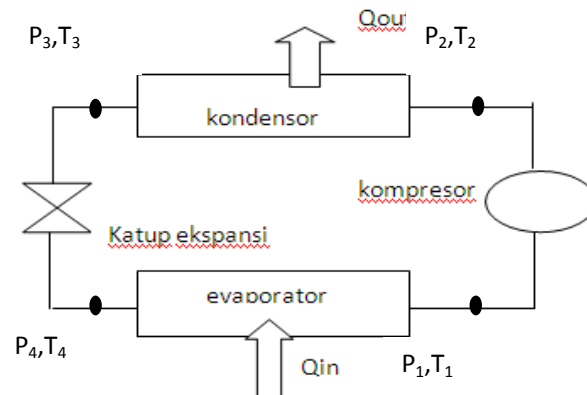 Qout
P₃,T₃
P₂,T₂
kondensor
kompresor
Katup ekspansi
evaporator
P₄,T₄
Qin
P₁,T₁